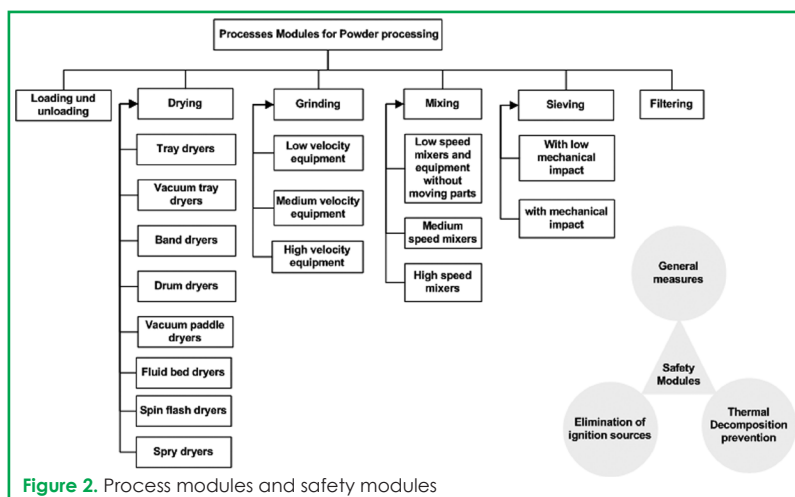 Processes Modules for Powder processing
Loading und
unloading
Drying
Grinding
Mixing
Sieving
Filtering
Tray dryers
Vacuum tray
dryers
Band dryers
Drum dryers
Vacuum paddle
dryers
Fluid bed dryers
Spin flash dryers
Spry dryers
Low velocity
equipment
Medium velocity
equipment
High velocity
equipment
Low speed
mixers and
equipment
without
moving parts
Medium
speed mixers
High speed
mixers
With low
mechanical
impact
with mechanical
impact
General
measures
Safety
Modules
Elimination of
ignition sources
Thermal
Decomposition
prevention
Figure 2. Process modules and safety modules